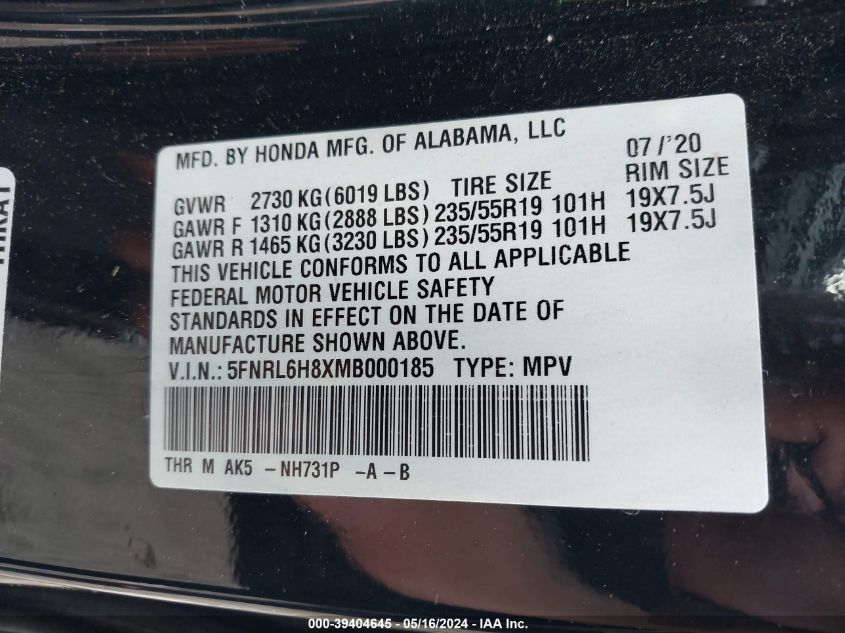 MFD. BY HONDA MFG. OF ALABAMA, LLC 07 /'20
GVWR 2730 KG(6019 LBS) TIRE SIZE RIM SIZE
GAWR F 1310 KG(2888 LBS) 235/55R19 101H 19X7.5J
GAWR R 1465 KG(3230 LBS) 235/55R19 101H 19X7.5J
THIS VEHICLE CONFORMS TO ALL APPLICABLE
FEDERAL MOTOR VEHICLE SAFETY
STANDARDS IN EFFECT ON THE DATE OF
MANUFACTURE SHOWN ABOVE.
V.I.N.: 5FNRL6H8XMB000185 TYPE: MPV
THR M AK5 - NH731P -A -B
000-39404645 - 05/16/2024 - IAA Inc.